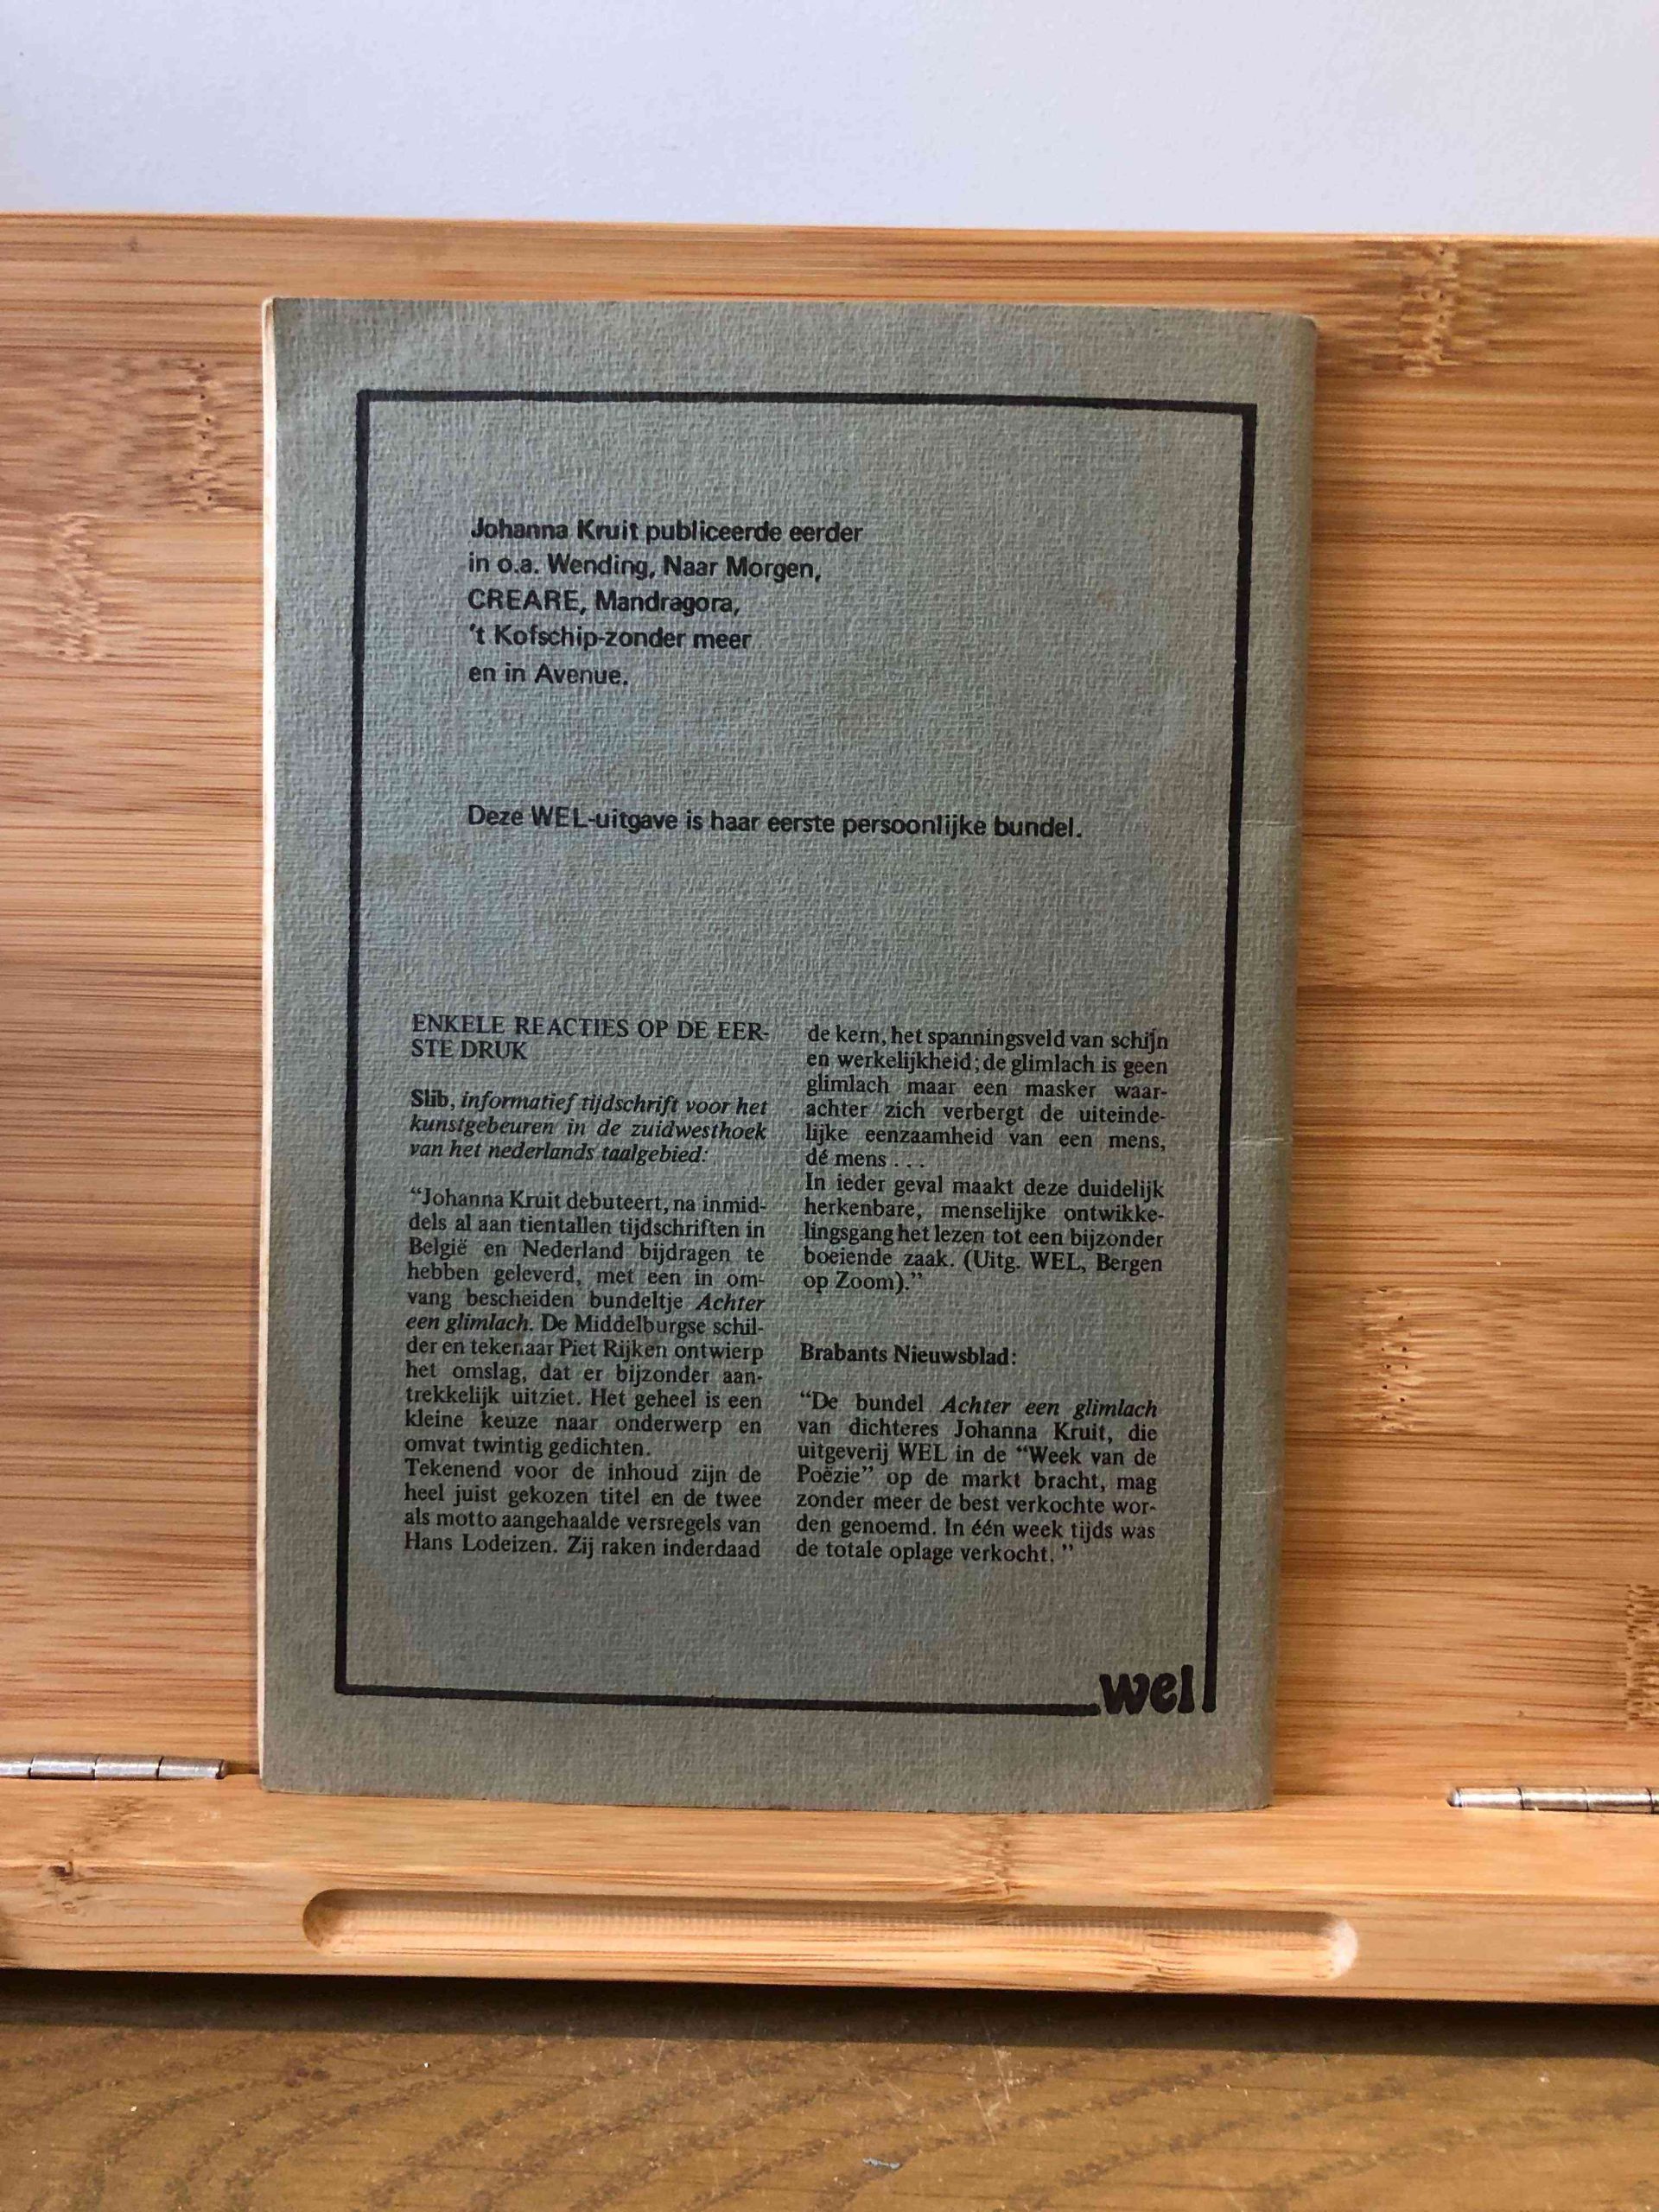 Johanna Kruit publiceerde eerder
in o.a. Wending, Naar Morgen,
CREARE, Mandragora,
't Kofschip-zonder meer
en in Avenue.
Deze WEL-uitgave is haar eerste persoonlijke bundel.
ENKELE REACTIES OP DE EER-
STE DRUK
Slib, informatief tijdschrift voor het
kunstgebeuren in de zuidwesthoek
van het nederlands taalgebied:
“Johanna Kruit debuteert, na inmid-
dels al aan tientallen tijdschriften in
België en Nederland bijdragen te
hebben geleverd, met een in om-
vang bescheiden bundeltje Achter
een glimlach. De Middelburgse schil-
der en tekenaar Piet Rijken ontwierp
het omslag, dat er bijzonder aan-
trekkelijk uitziet. Het geheel is een
kleine keuze naar onderwerp en
omvat twintig gedichten.
Tekenend voor de inhoud zijn de
heel juist gekozen titel en de twee
als motto aangehaalde versregels van
Hans Lodeizen. Zij raken inderdaad
de kern, het spanningsveld van schijn
en werkelijkheid; de glimlach is geen
glimlach maar een masker waar-
achter zich verbergt de uiteinde-
lijke eenzaamheid van een mens,
dé mens . . .
In ieder geval maakt deze duidelijk
herkenbare, menselijke ontwikke-
lingsgang het lezen tot een bijzonder
boeiende zaak. (Uitg. WEL, Bergen
op Zoom).”
Brabants Nieuwsblad:
“De bundel Achter een glimlach
van dichteres Johanna Kruit, die
uitgeverij WEL in de “Week van de
Poëzie” op de markt bracht, mag
zonder meer de best verkochte wor-
den genoemd. In één week tijds was
de totale oplage verkocht. ”
wel